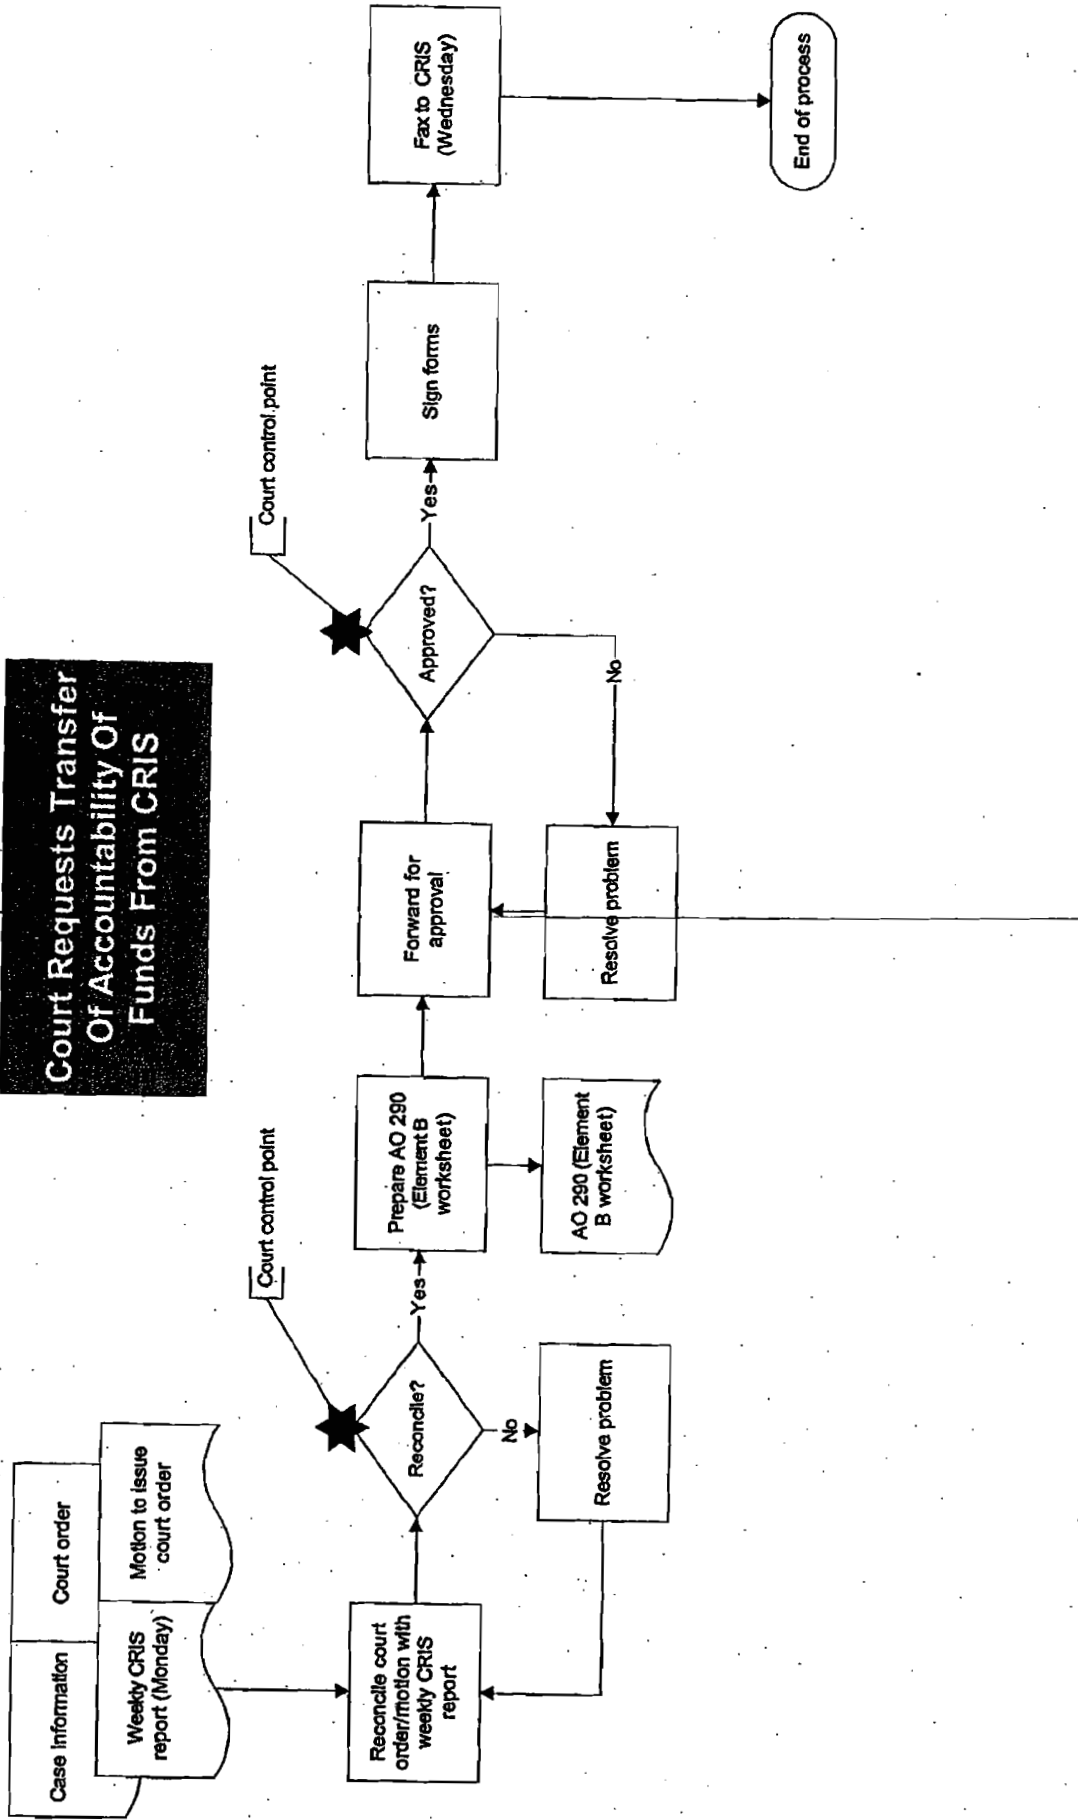 Court Requests Transfer
Of Accountability Of
Funds From CRIS
Case Information
Court order
Weekly CRIS
report (Monday)
Motion to issue
court order
Reconcile court
order/motion with
weekly CRIS
report
Reconcile?
Court control point
No
Resolve problem
Yes
Prepare AO 290
(Element B
worksheet)
AO 290 (Element
B worksheet)
Forward for
approval
Approved?
Court control point
No
Resolve problem
Yes
Sign forms
Fax to CRIS
(Wednesday)
End of process